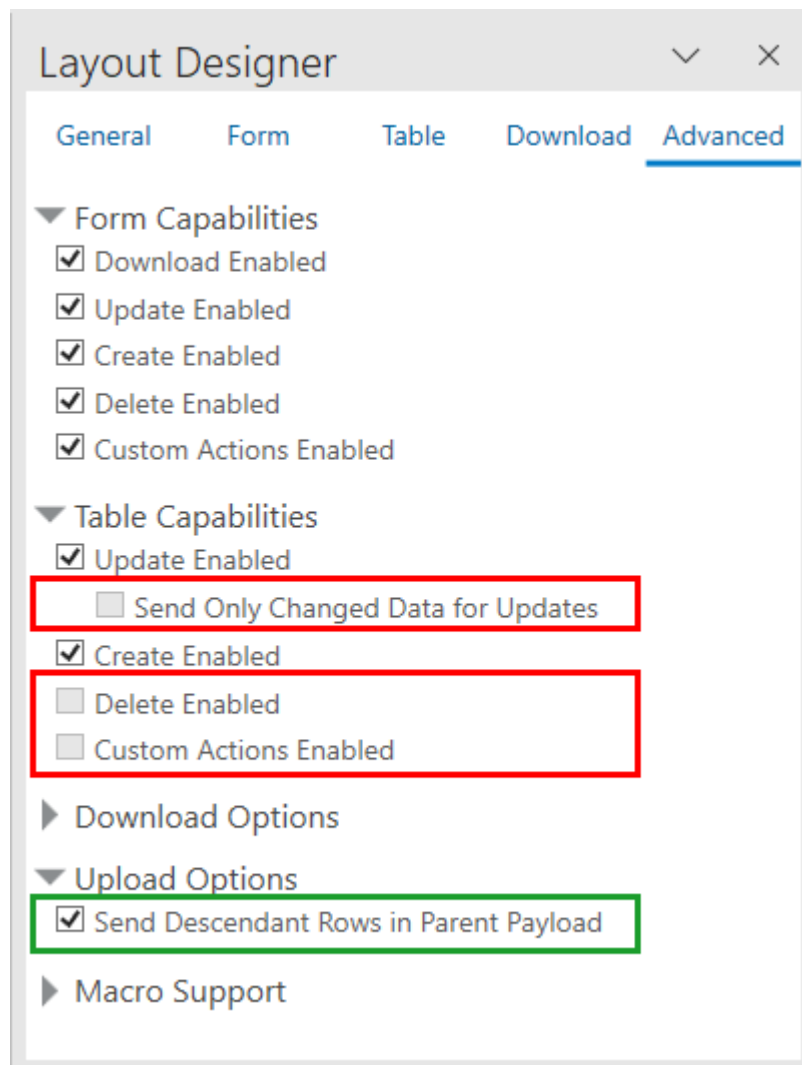 Layout Designer
General Form Table Download Advanced
Form Capabilities
Download Enabled
Update Enabled
Create Enabled
Delete Enabled
Custom Actions Enabled
Table Capabilities
Update Enabled
Send Only Changed Data for Updates
Create Enabled
Delete Enabled
Custom Actions Enabled
Download Options
Upload Options
Send Descendant Rows in Parent Payload
Macro Support